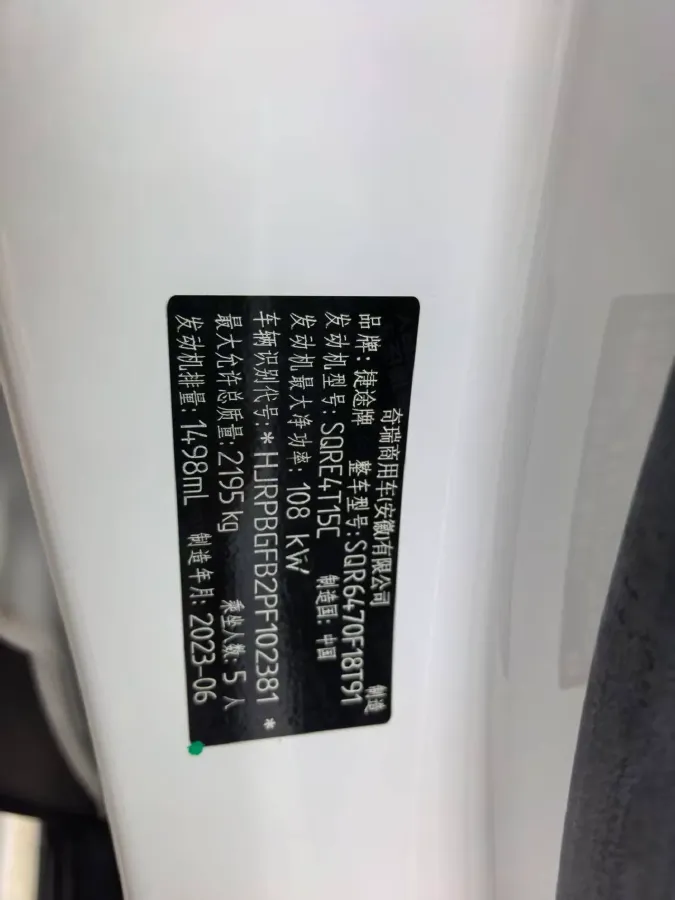 奇瑞商用车(安徽)有限公司 制造
品牌:捷途牌 整车型号:SQR6470F18T91
发动机型号:SQRE4T15C 制造国:中国
发动机最大净功率:108 kW
车辆识别代号:*HJRPBGFB2PF102381*
最大允许总质量:2195 kg 乘坐人数:5 人
发动机排量:1498mL 制造年月:2023-06